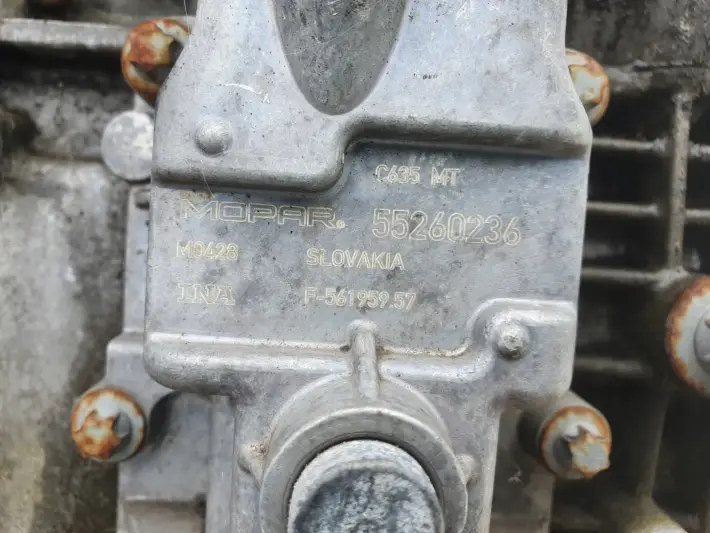 C635 MT
MOPAR® 55260236
M0428 SLOVAKIA
INA F-561959.57